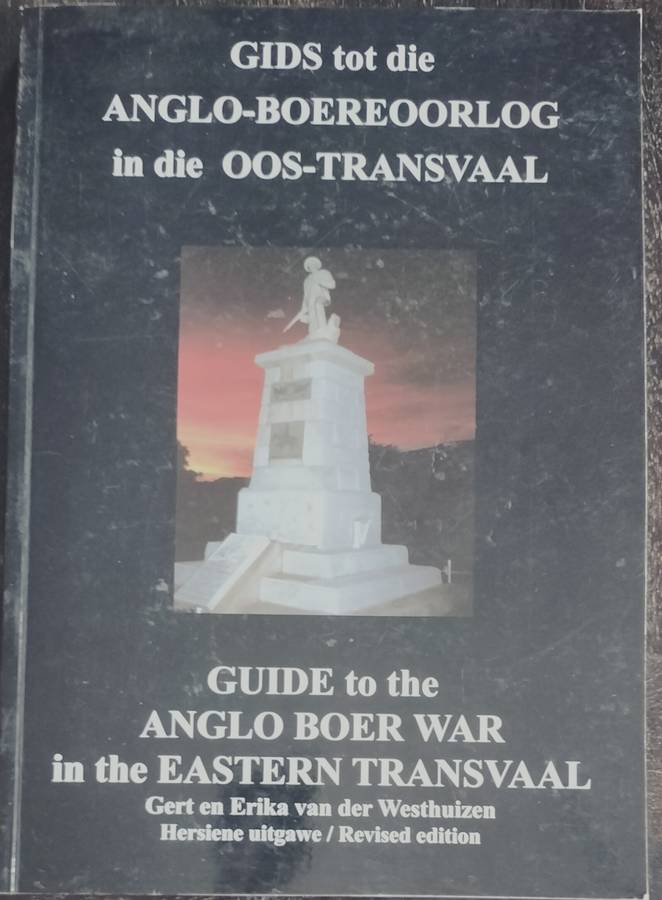 GIDS tot die
ANGLO-BOEREOORLOG
in die OOS-TRANSVAAL
GUIDE to the
ANGLO BOER WAR
in the EASTERN TRANSVAAL
Gert en Erika van der Westhuizen
Hersiene uitgawe / Revised edition